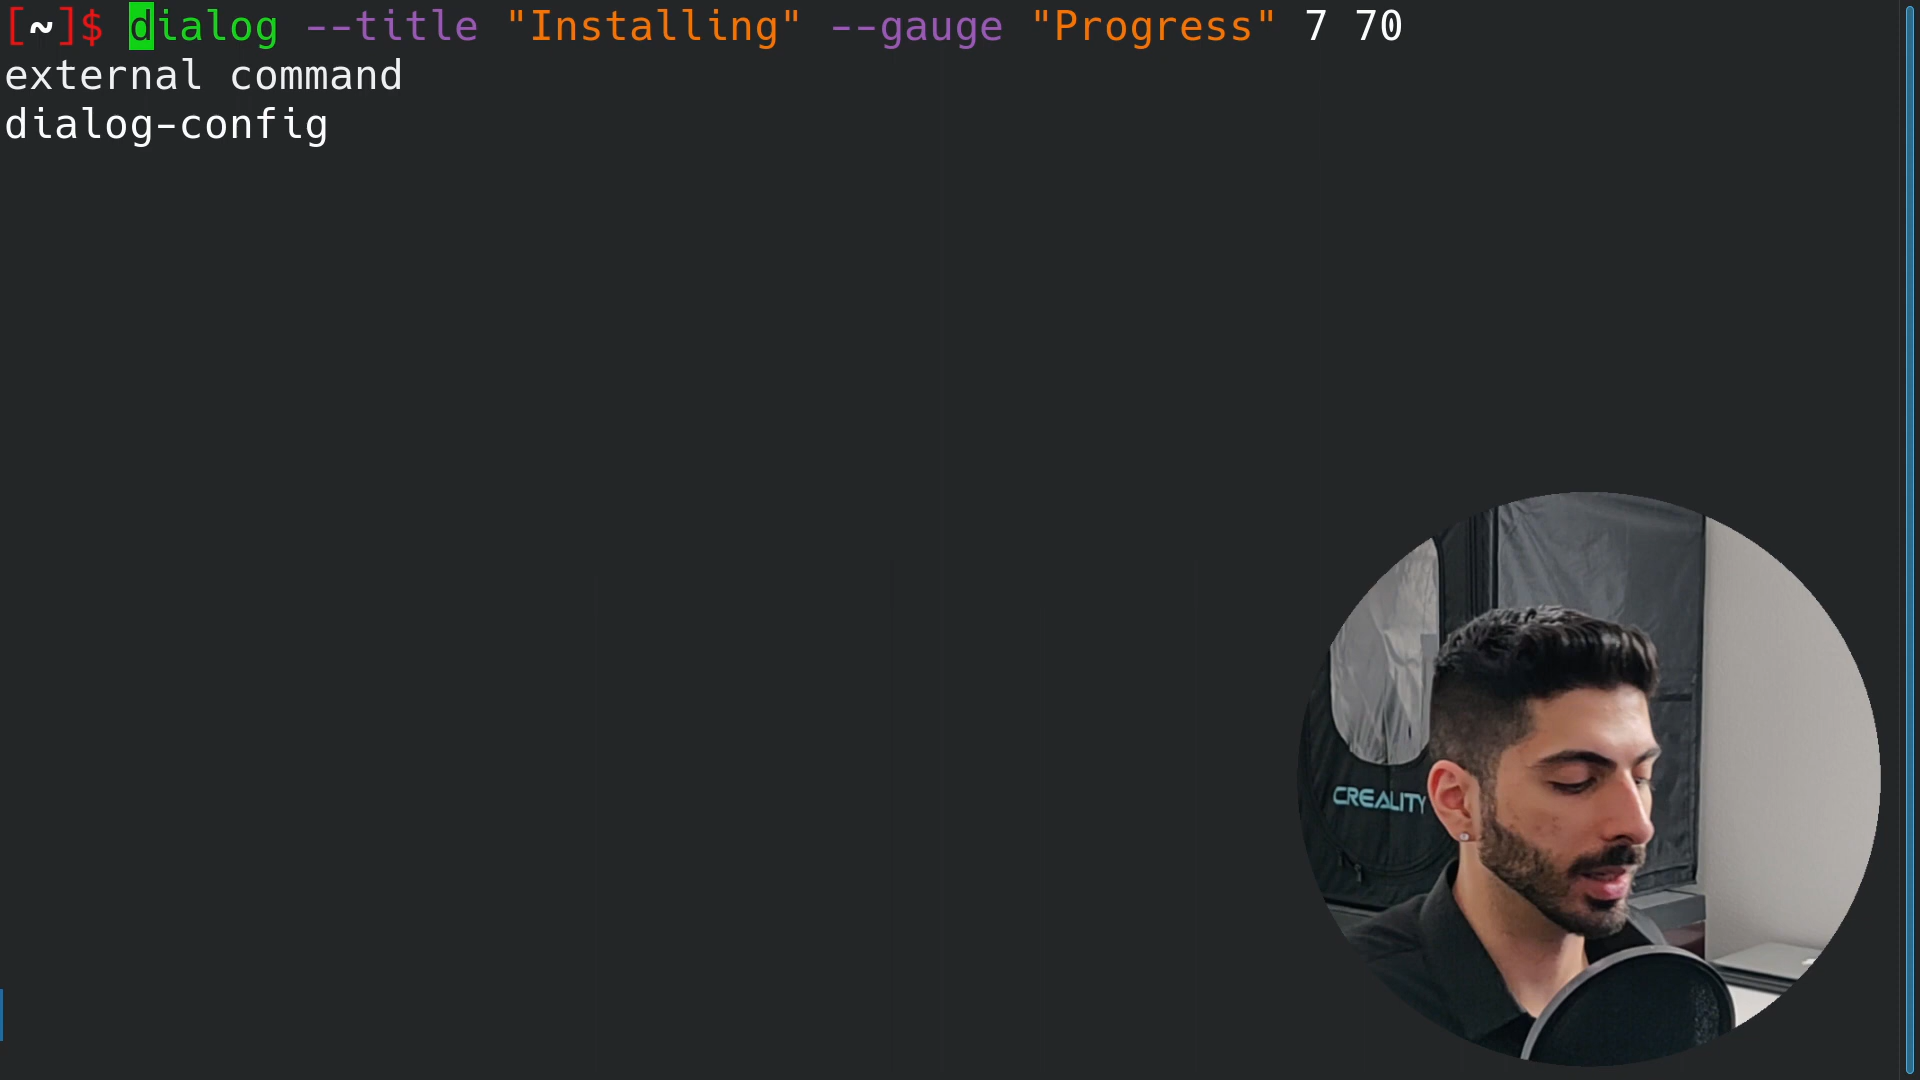 [~]$ dialog --title "Installing" --gauge "Progress" 7 70
external command
dialog-config
CREALITY